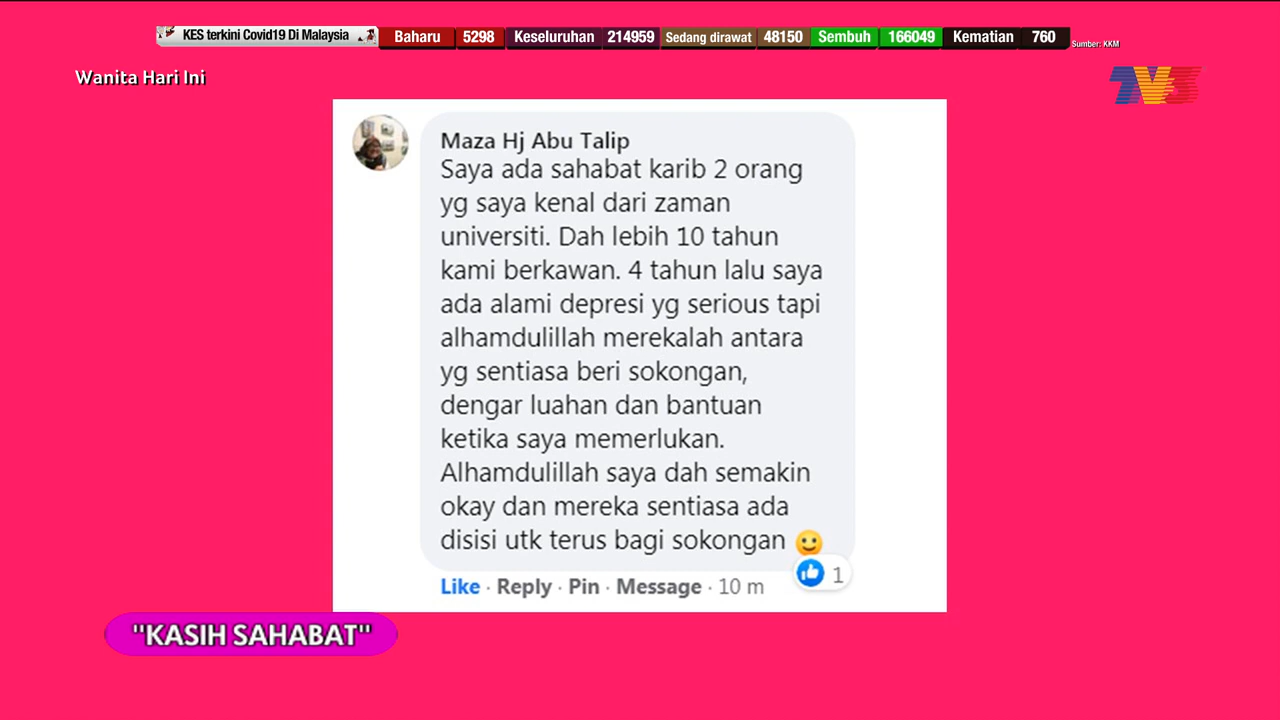 KES terkini Covid19 Di Malaysia Baharu 5298 Keseluruhan 214959 Sedang dirawat 48150 Sembuh 166049 Kematian 760 Sumber: KKM
Wanita Hari Ini
TV3
Maza Hj Abu Talip
Saya ada sahabat karib 2 orang
yg saya kenal dari zaman
universiti. Dah lebih 10 tahun
kami berkawan. 4 tahun lalu saya
ada alami depresi yg serious tapi
alhamdulillah merekalah antara
yg sentiasa beri sokongan,
dengar luahan dan bantuan
ketika saya memerlukan.
Alhamdulillah saya dah semakin
okay dan mereka sentiasa ada
disisi utk terus bagi sokongan 🙂
Like · Reply · Pin · Message · 10 m 1
"KASIH SAHABAT"